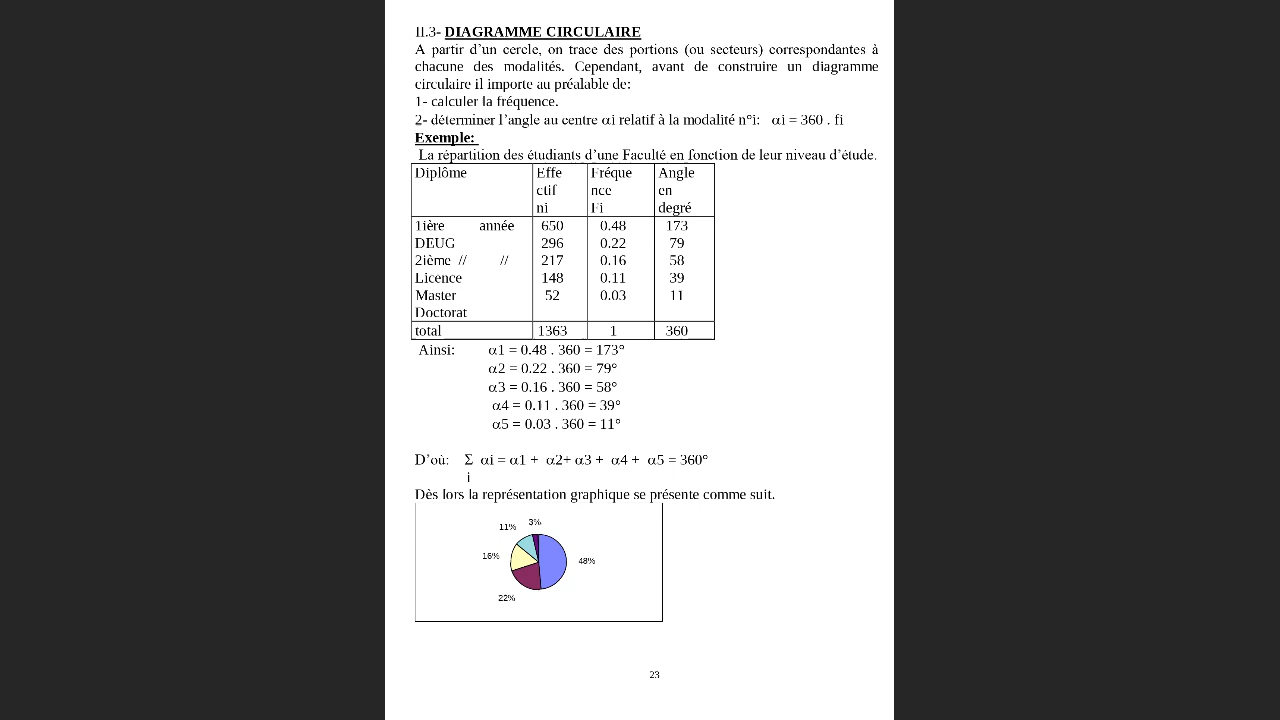 II.3- DIAGRAMME CIRCULAIRE
A partir d’un cercle, on trace des portions (ou secteurs) correspondantes à
chacune des modalités. Cependant, avant de construire un diagramme
circulaire il importe au préalable de:
1- calculer la fréquence.
2- déterminer l’angle au centre αi relatif à la modalité n°i: αi = 360 . fi
Exemple:
La répartition des étudiants d’une Faculté en fonction de leur niveau d’étude.
Diplôme Effe Fréque Angle
ctif nce en
ni Fi degré
1ière année 650 0.48 173
DEUG 296 0.22 79
2ième // // 217 0.16 58
Licence 148 0.11 39
Master 52 0.03 11
Doctorat
total 1363 1 360
Ainsi: α1 = 0.48 . 360 = 173°
α2 = 0.22 . 360 = 79°
α3 = 0.16 . 360 = 58°
α4 = 0.11 . 360 = 39°
α5 = 0.03 . 360 = 11°
D’où: Σ αi = α1 + α2+ α3 + α4 + α5 = 360°
i
Dès lors la représentation graphique se présente comme suit.
3%
11%
16%
48%
22%
23